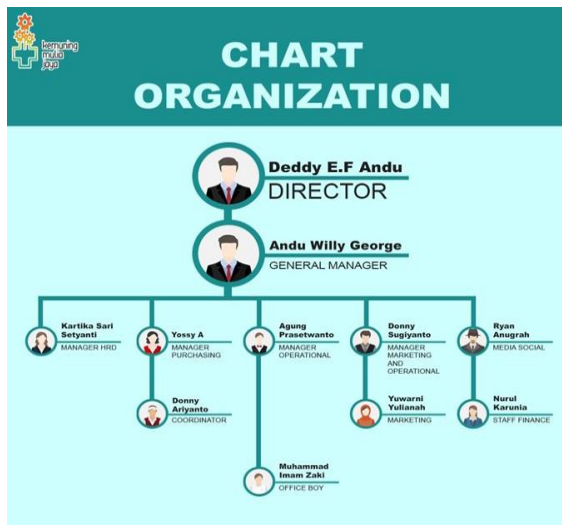 kemuning
mulia
jaya
CHART
ORGANIZATION
Deddy E.F Andu
DIRECTOR
Andu Willy George
GENERAL MANAGER
Kartika Sari
Setyanti
MANAGER HRD
Yossy A
MANAGER
PURCHASING
Agung
Prasetwanto
MANAGER
OPERATIONAL
Donny
Sugiyanto
MANAGER
MARKETING
AND
OPERATIONAL
Ryan
Anugrah
MEDIA SOCIAL
Donny
Ariyanto
COORDINATOR
Yuwarni
Yulianah
MARKETING
Nurul
Karunia
STAFF FINANCE
Muhammad
Imam Zaki
OFFICE BOY